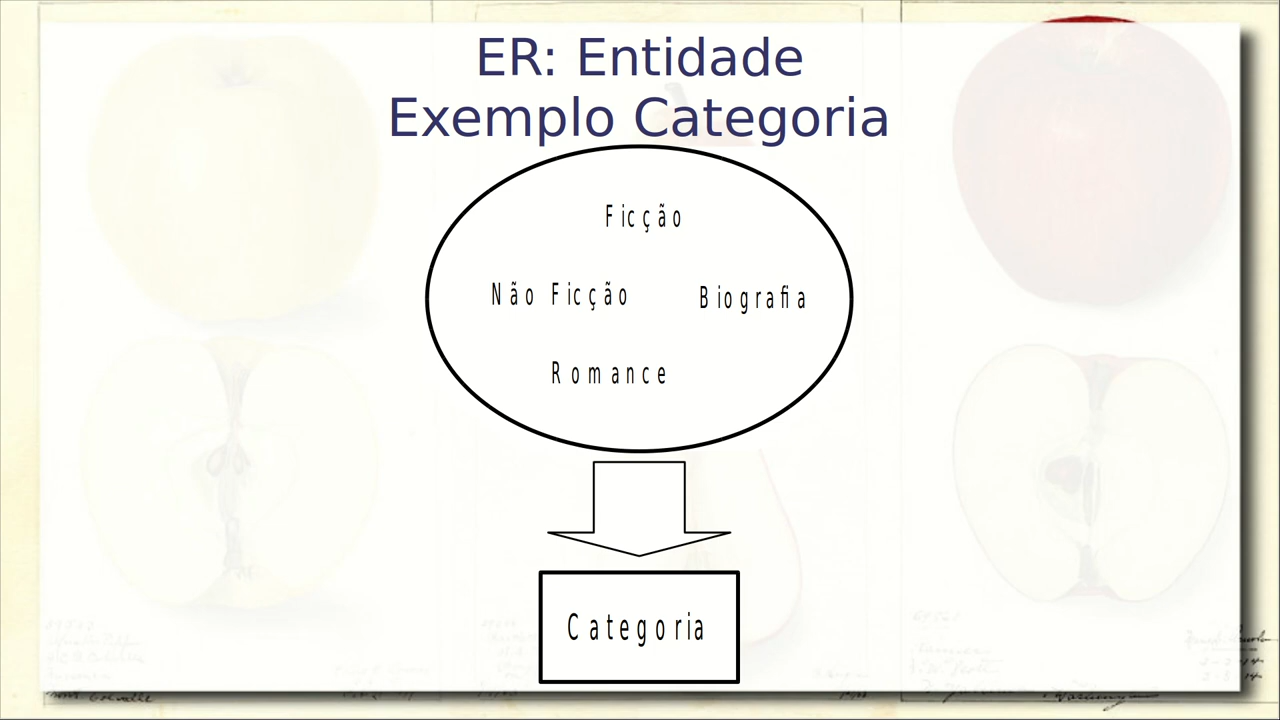 ER: Entidade
Exemplo Categoria
Ficção
Não Ficção
Biografia
Romance
Categoria